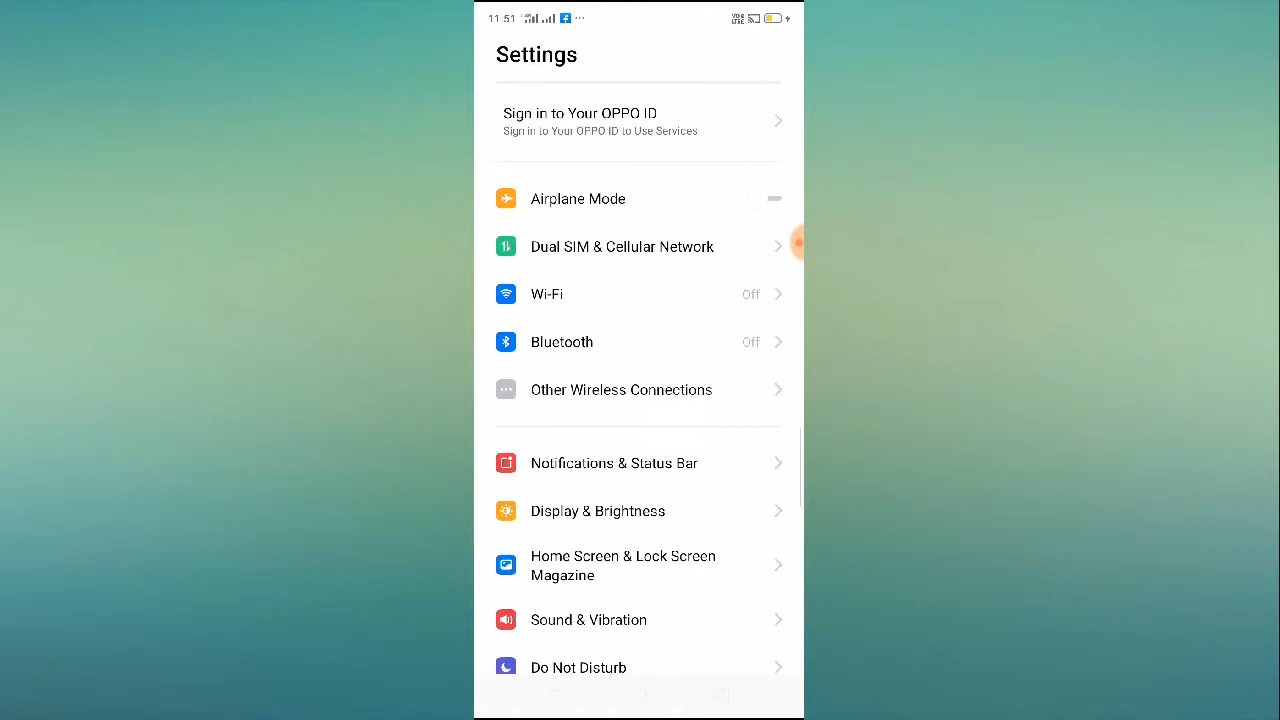 11:51
VoB
LTEE
Settings
Sign in to Your OPPO ID
Sign in to Your OPPO ID to Use Services
Airplane Mode
Dual SIM & Cellular Network
Wi-Fi Off
Bluetooth Off
Other Wireless Connections
Notifications & Status Bar
Display & Brightness
Home Screen & Lock Screen
Magazine
Sound & Vibration
Do Not Disturb